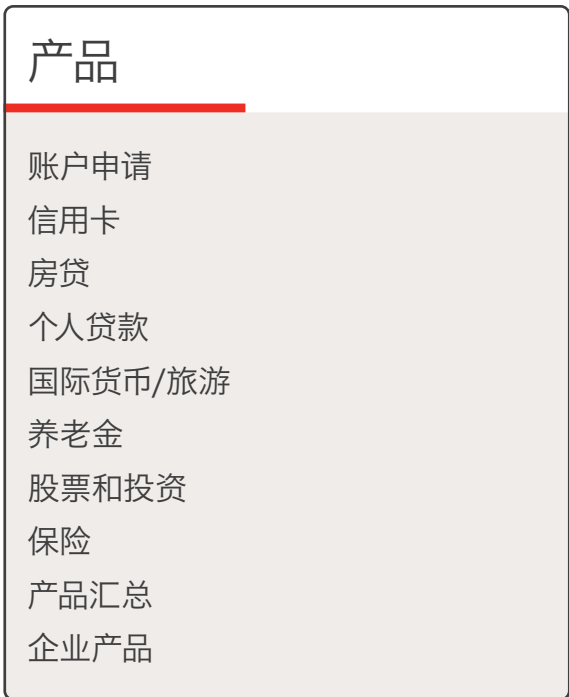 产品
账户申请
信用卡
房贷
个人贷款
国际货币/旅游
养老金
股票和投资
保险
产品汇总
企业产品